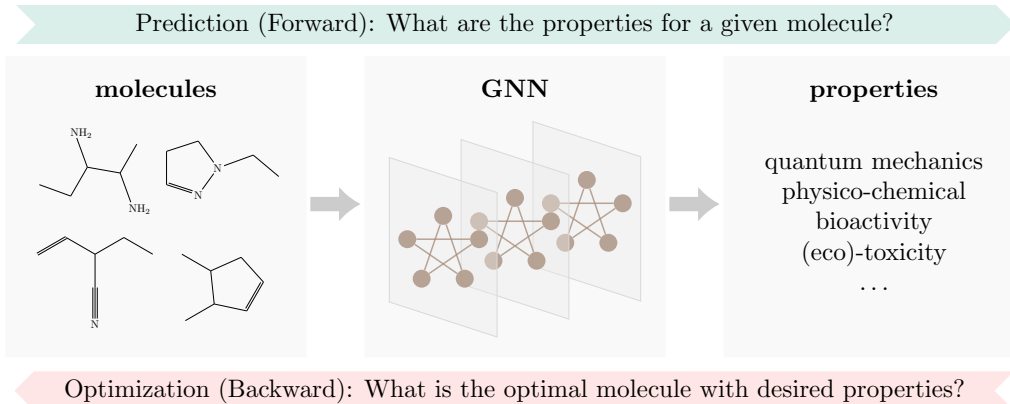 Prediction (Forward): What are the properties for a given molecule?
molecules
NH₂
N
N
NH₂
N
GNN
properties
quantum mechanics
physico-chemical
bioactivity
(eco)-toxicity
...
Optimization (Backward): What is the optimal molecule with desired properties?